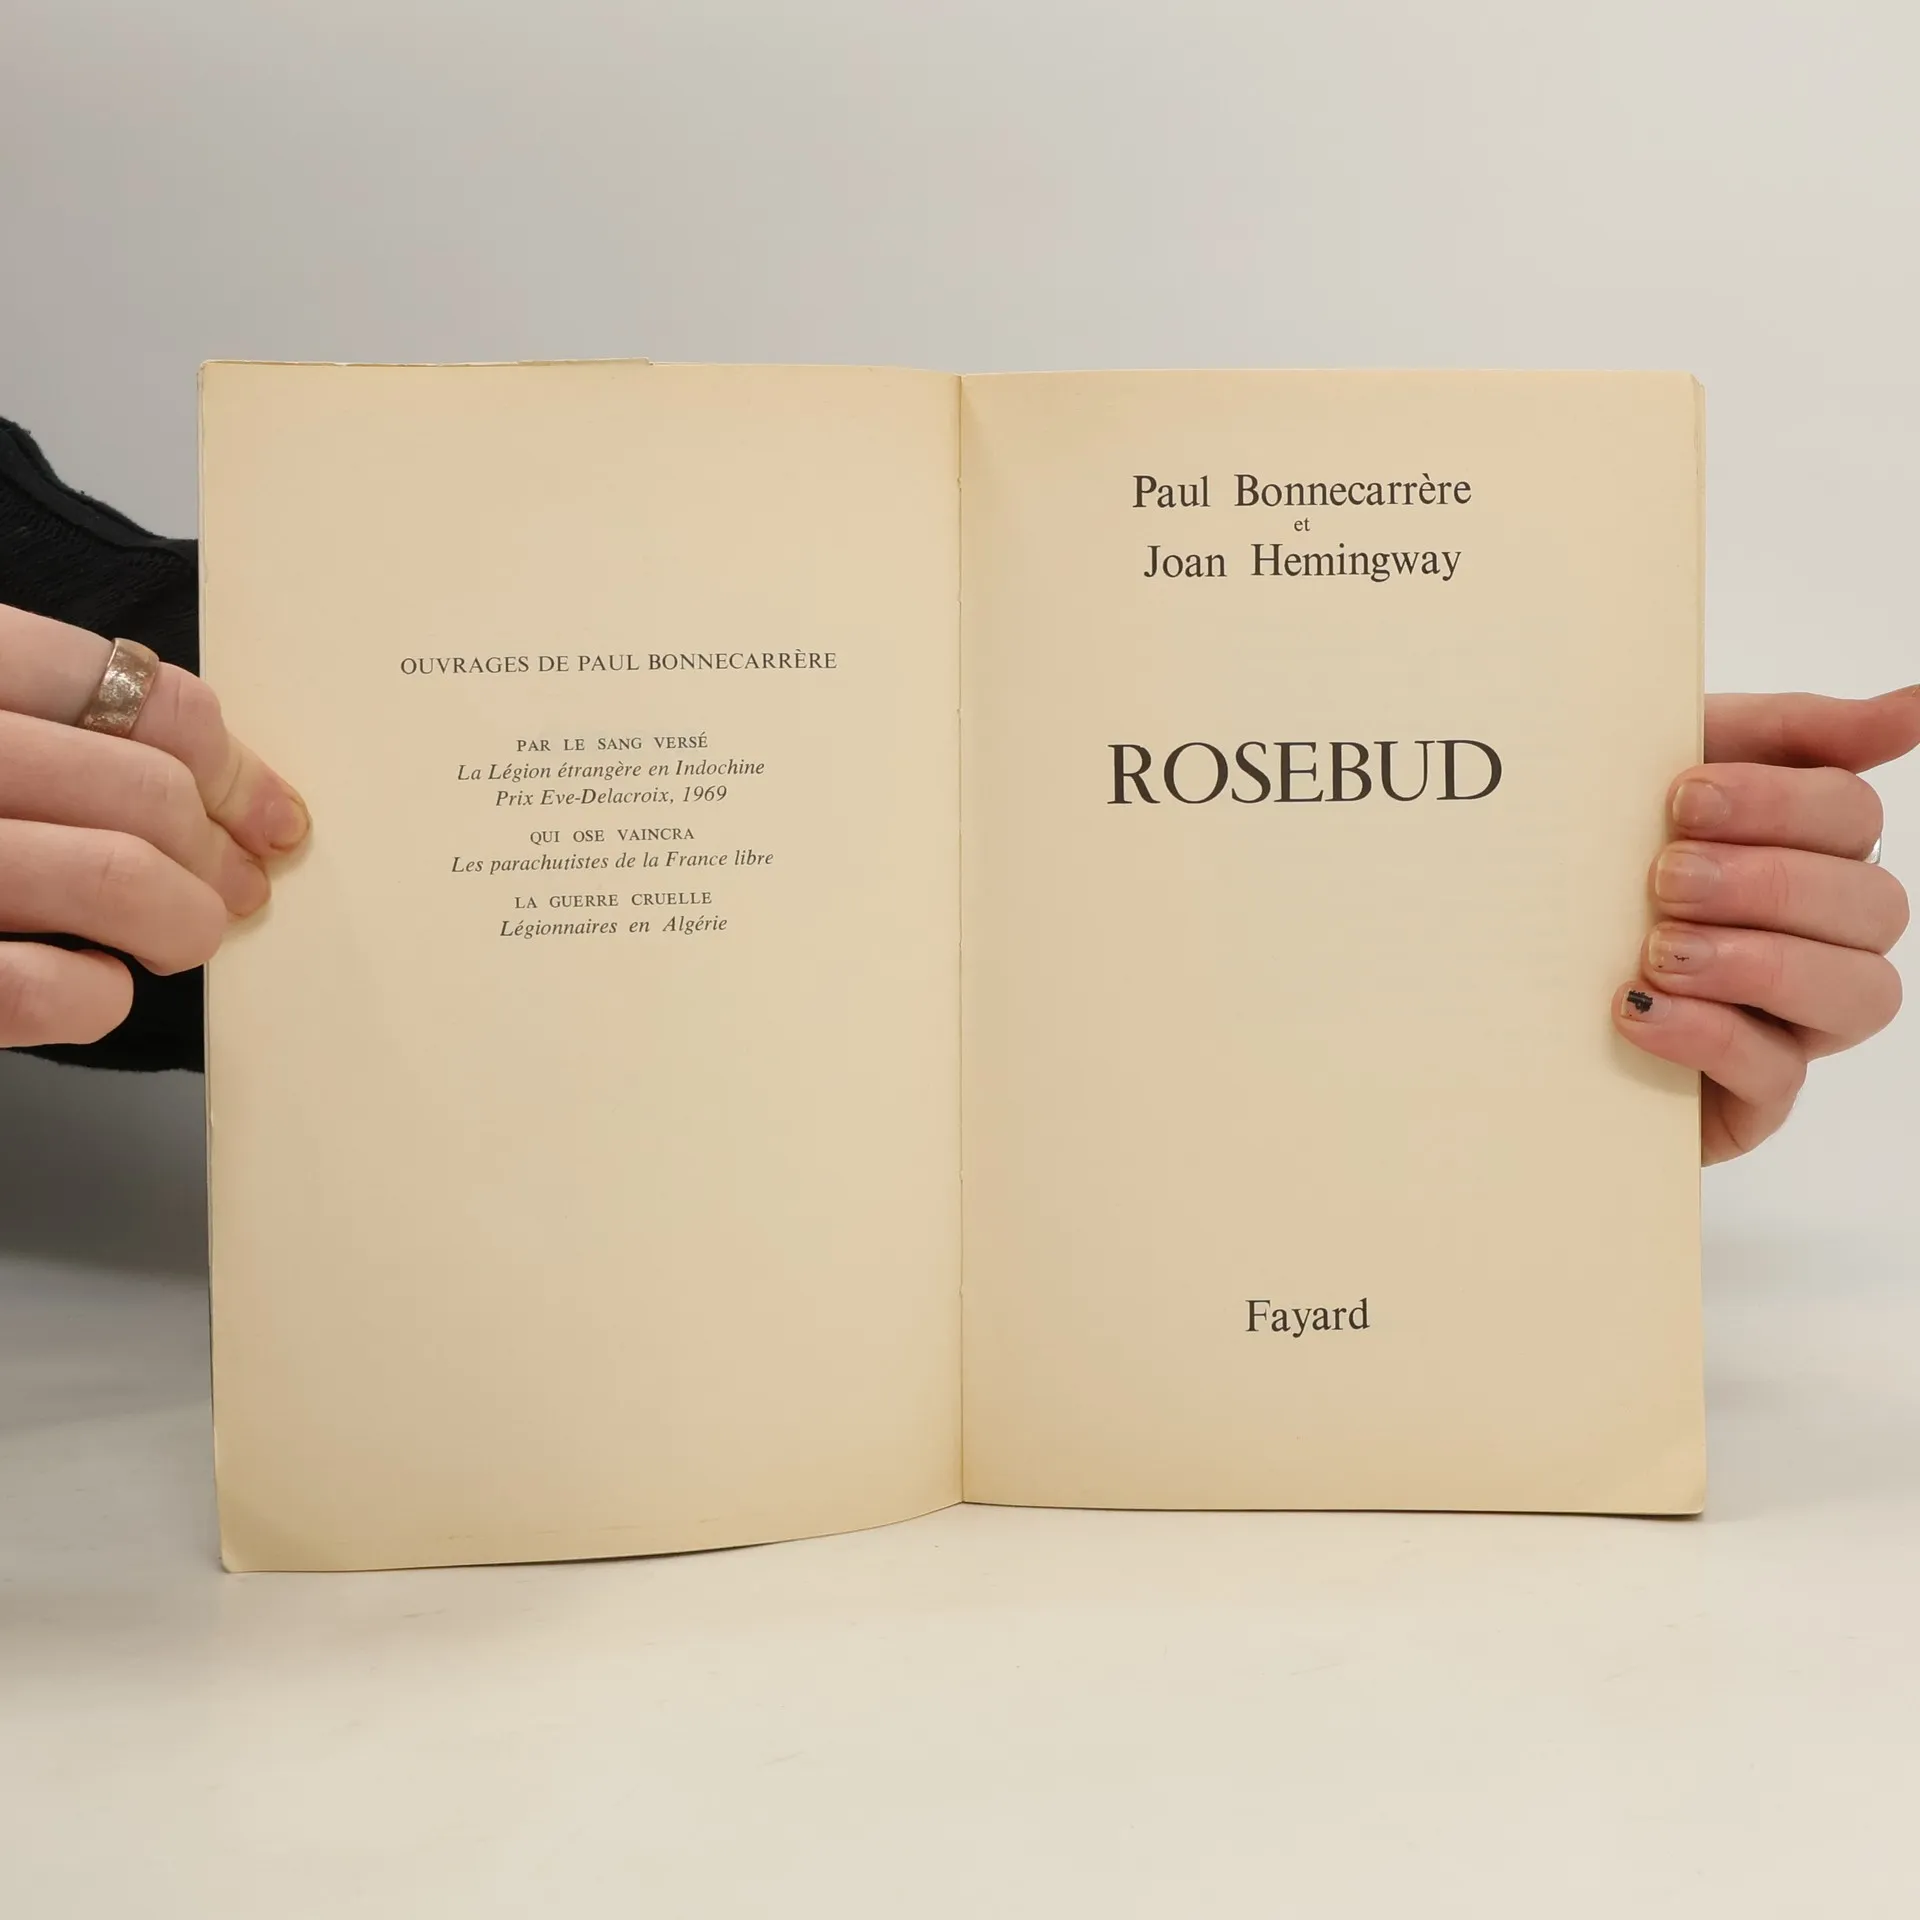 OUVRAGES DE PAUL BONNECARRÈRE
PAR LE SANG VERSÉ
La Légion étrangère en Indochine
Prix Eve-Delacroix, 1969
QUI OSE VAINCRA
Les parachutistes de la France libre
LA GUERRE CRUELLE
Légionnaires en Algérie
Paul Bonnecarrère
et
Joan Hemingway
ROSEBUD
Fayard